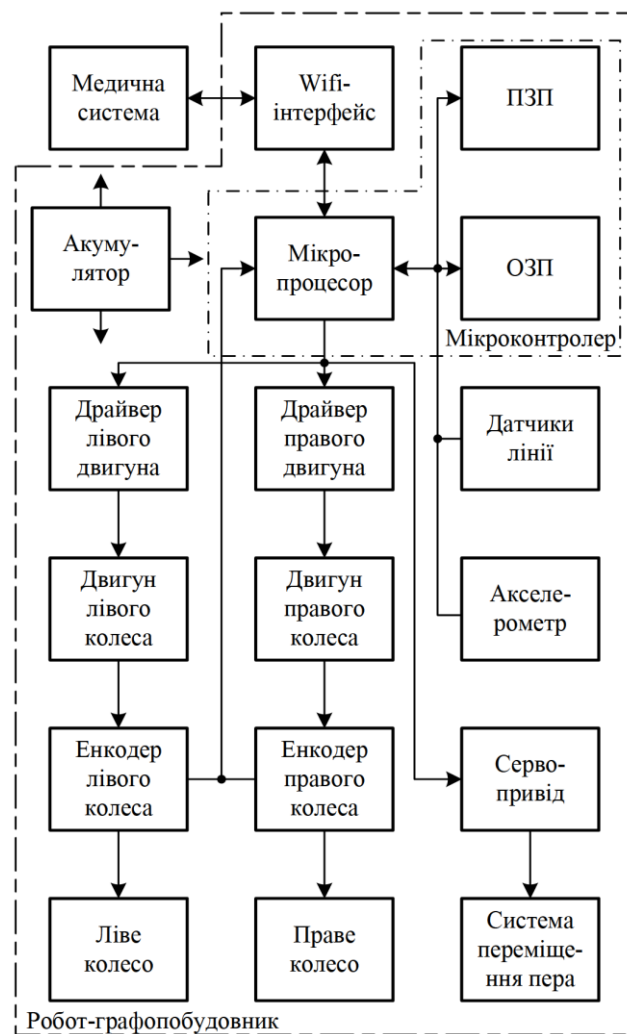 Медична
система
Wifi-
інтерфейс
ПЗП
Акуму-
лятор
Мікро-
процесор
ОЗП
Мікроконтролер
Драйвер
лівого
двигуна
Драйвер
правого
двигуна
Датчики
лінії
Двигун
лівого
колеса
Двигун
правого
колеса
Акселе-
рометр
Енкодер
лівого
колеса
Енкодер
правого
колеса
Серво-
привід
Ліве
колесо
Праве
колесо
Система
переміще-
ння пера
Робот-графопобудовник